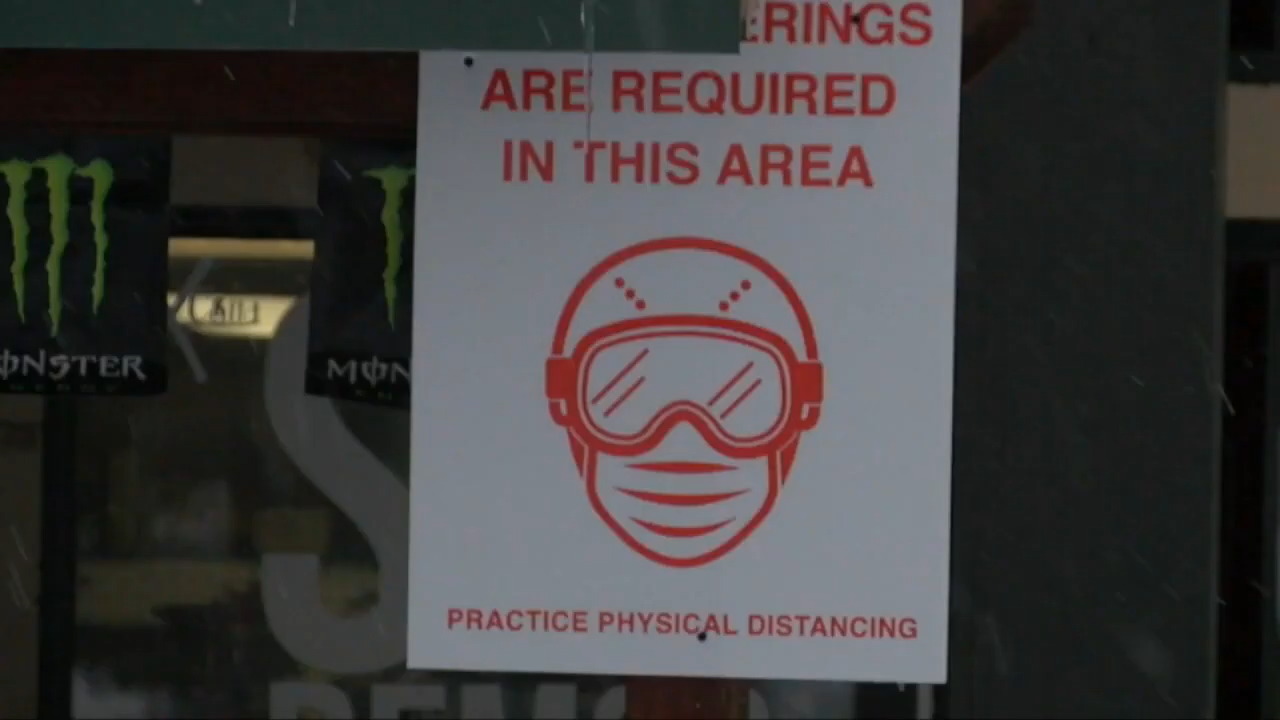 ERINGS
ARE REQUIRED
IN THIS AREA
MONSTER
MON
PRACTICE PHYSICAL DISTANCING